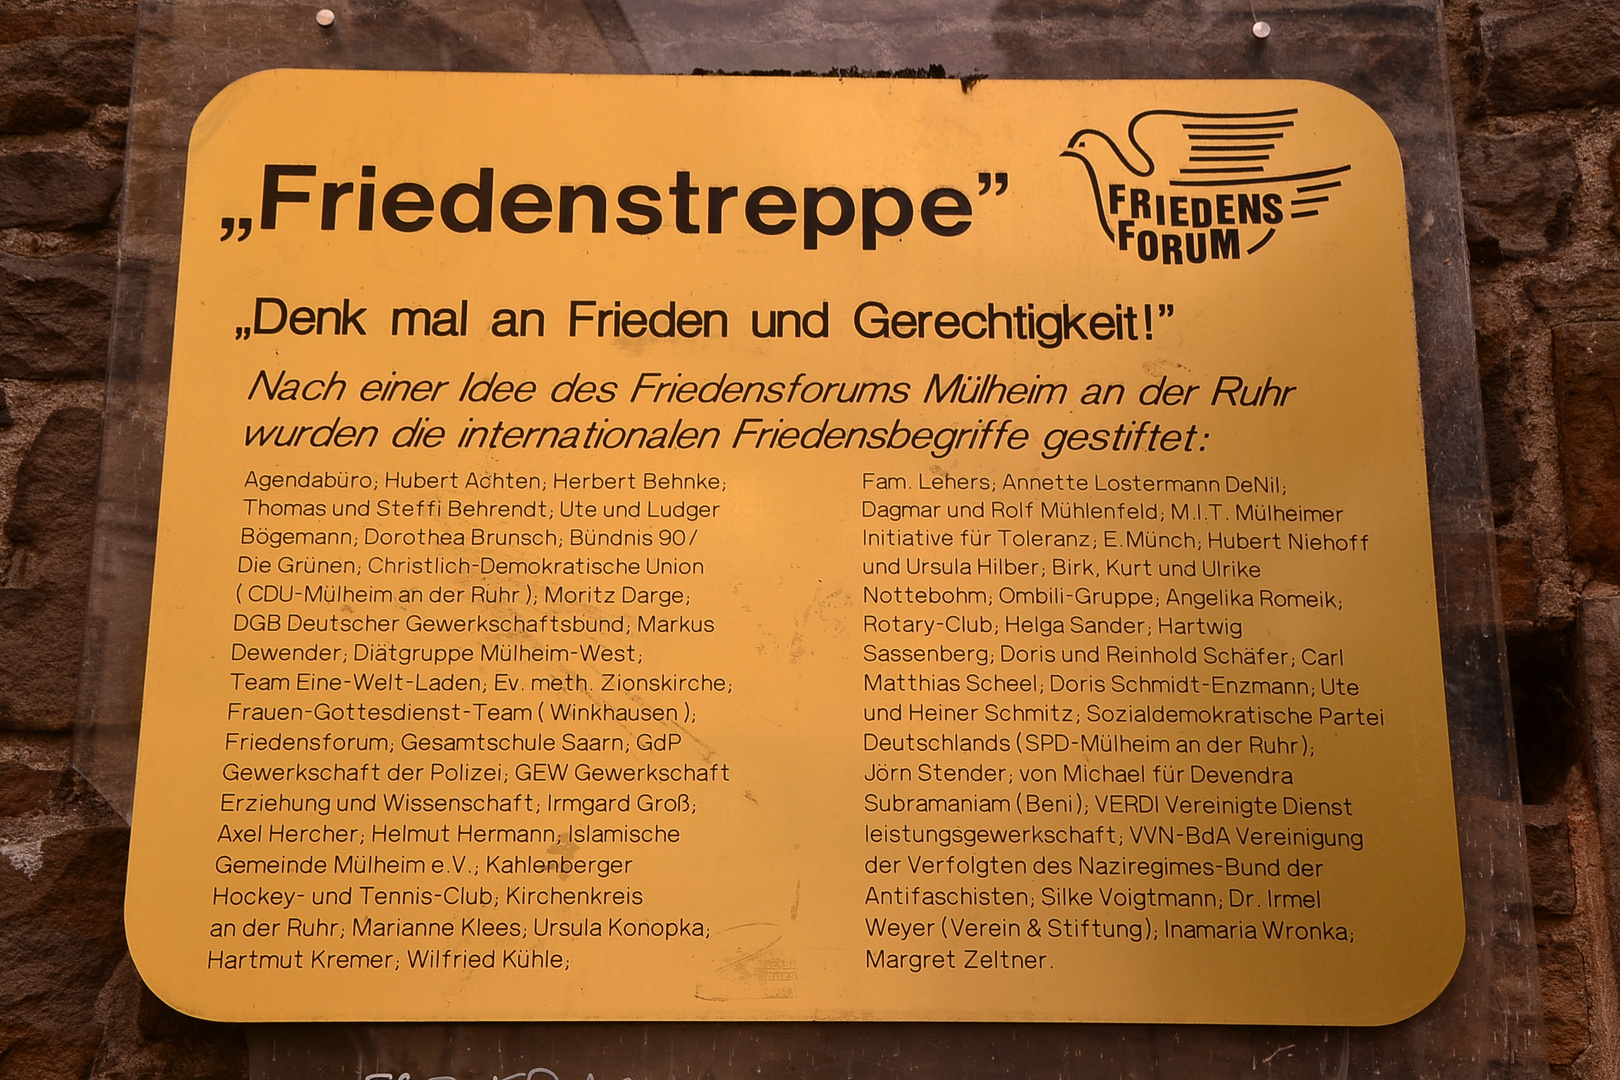 „Friedenstreppe”
FRIEDENS
FORUM
„Denk mal an Frieden und Gerechtigkeit!”
Nach einer Idee des Friedensforums Mülheim an der Ruhr
wurden die internationalen Friedensbegriffe gestiftet:
Agendabüro; Hubert Achten; Herbert Behnke;
Thomas und Steffi Behrendt; Ute und Ludger
Bögemann; Dorothea Brunsch; Bündnis 90/
Die Grünen; Christlich-Demokratische Union
(CDU-Mülheim an der Ruhr); Moritz Darge;
DGB Deutscher Gewerkschaftsbund; Markus
Dewender; Diätgruppe Mülheim-West;
Team Eine-Welt-Laden; Ev. meth. Zionskirche;
Frauen-Gottesdienst-Team (Winkhausen);
Friedensforum; Gesamtschule Saarn; GdP
Gewerkschaft der Polizei; GEW Gewerkschaft
Erziehung und Wissenschaft; Irmgard Groß;
Axel Hercher; Helmut Hermann; Islamische
Gemeinde Mülheim e.V.; Kahlenberger
Hockey- und Tennis-Club; Kirchenkreis
an der Ruhr; Marianne Klees; Ursula Konopka;
Hartmut Kremer; Wilfried Kühle;
Fam. Lehers; Annette Lostermann DeNil;
Dagmar und Rolf Mühlenfeld; M.I.T. Mülheimer
Initiative für Toleranz; E.Münch; Hubert Niehoff
und Ursula Hilber; Birk, Kurt und Ulrike
Nottebohm; Ombili-Gruppe; Angelika Romeik;
Rotary-Club; Helga Sander; Hartwig
Sassenberg; Doris und Reinhold Schäfer; Carl
Matthias Scheel; Doris Schmidt-Enzmann; Ute
und Heiner Schmitz; Sozialdemokratische Partei
Deutschlands (SPD-Mülheim an der Ruhr);
Jörn Stender; von Michael für Devendra
Subramaniam (Beni); VERDI Vereinigte Dienst
leistungsgewerkschaft; VVN-BdA Vereinigung
der Verfolgten des Naziregimes-Bund der
Antifaschisten; Silke Voigtmann; Dr. Irmel
Weyer (Verein & Stiftung); Inamaria Wronka;
Margret Zeltner.